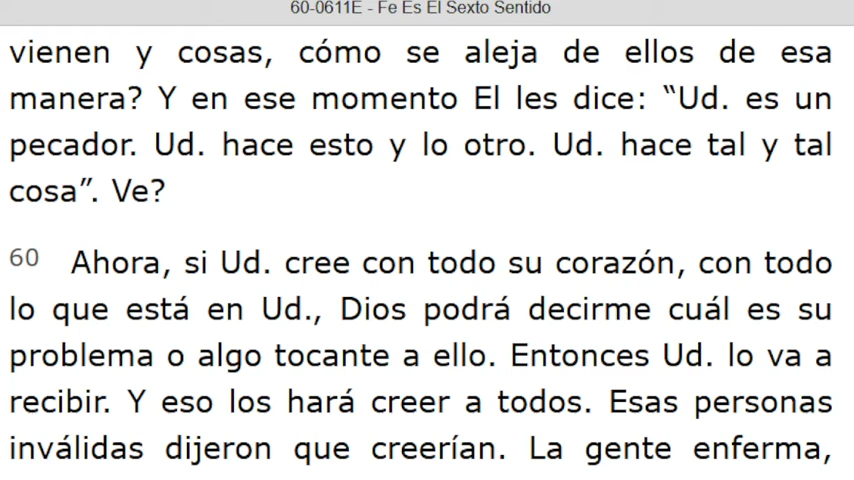 60-0611E - Fe Es El Sexto Sentido
vienen y cosas, cómo se aleja de ellos de esa
manera? Y en ese momento El les dice: “Ud. es un
pecador. Ud. hace esto y lo otro. Ud. hace tal y tal
cosa”. Ve?
60 Ahora, si Ud. cree con todo su corazón, con todo
lo que está en Ud., Dios podrá decirme cuál es su
problema o algo tocante a ello. Entonces Ud. lo va a
recibir. Y eso los hará creer a todos. Esas personas
inválidas dijeron que creerían. La gente enferma,